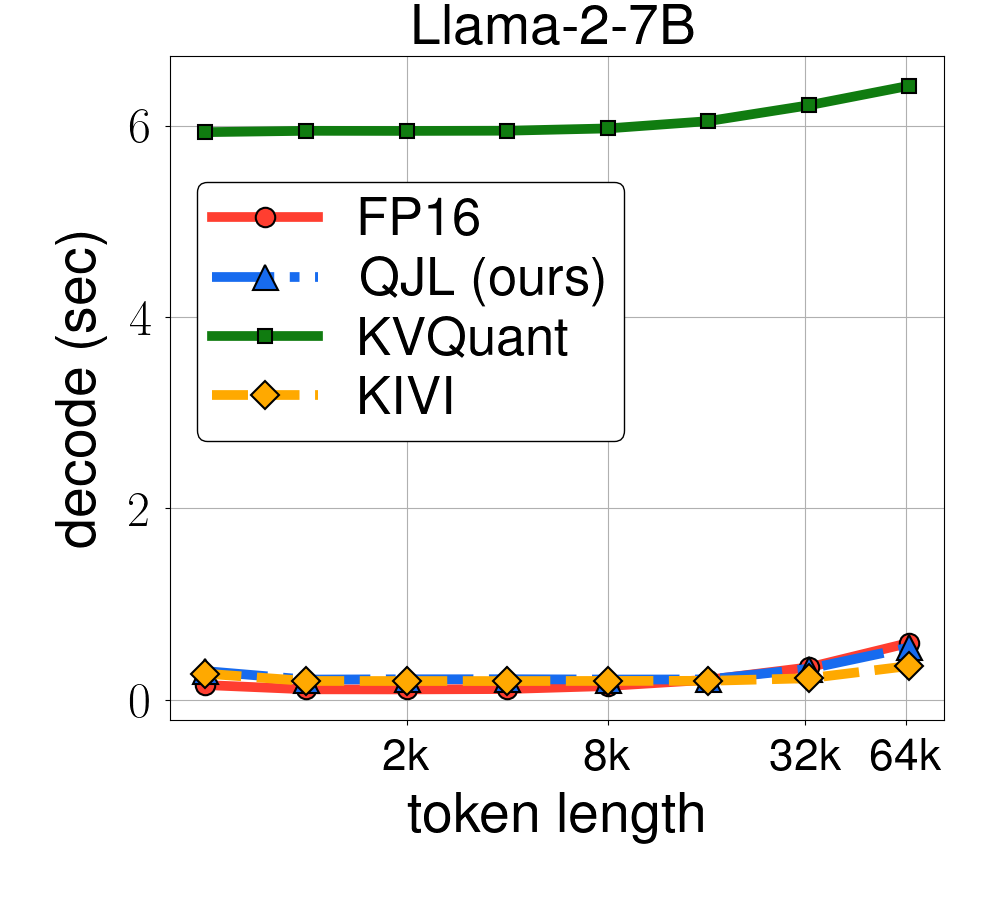 Llama-2-7B
decode (sec)
6
4
2
0
FP16
QJL (ours)
KVQuant
KIVI
2k 8k 32k 64k
token length